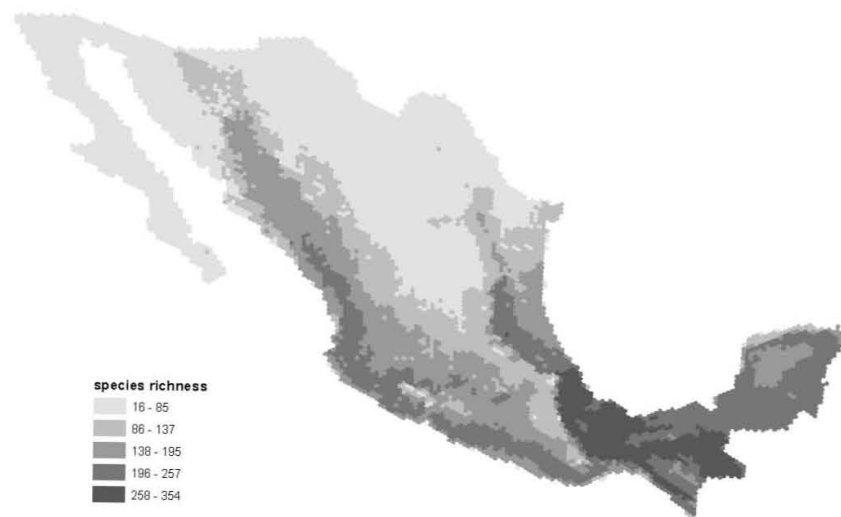 species richness
16 - 85
86 - 137
138 - 195
196 - 257
258 - 354